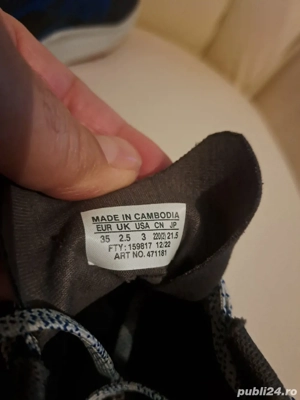 MADE IN CAMBODIA
EUR UK USA CN JP
35 2.5 3 220(2) 21.5
FTY: 159817 12/22
ART NO. 471181
publi24.ro